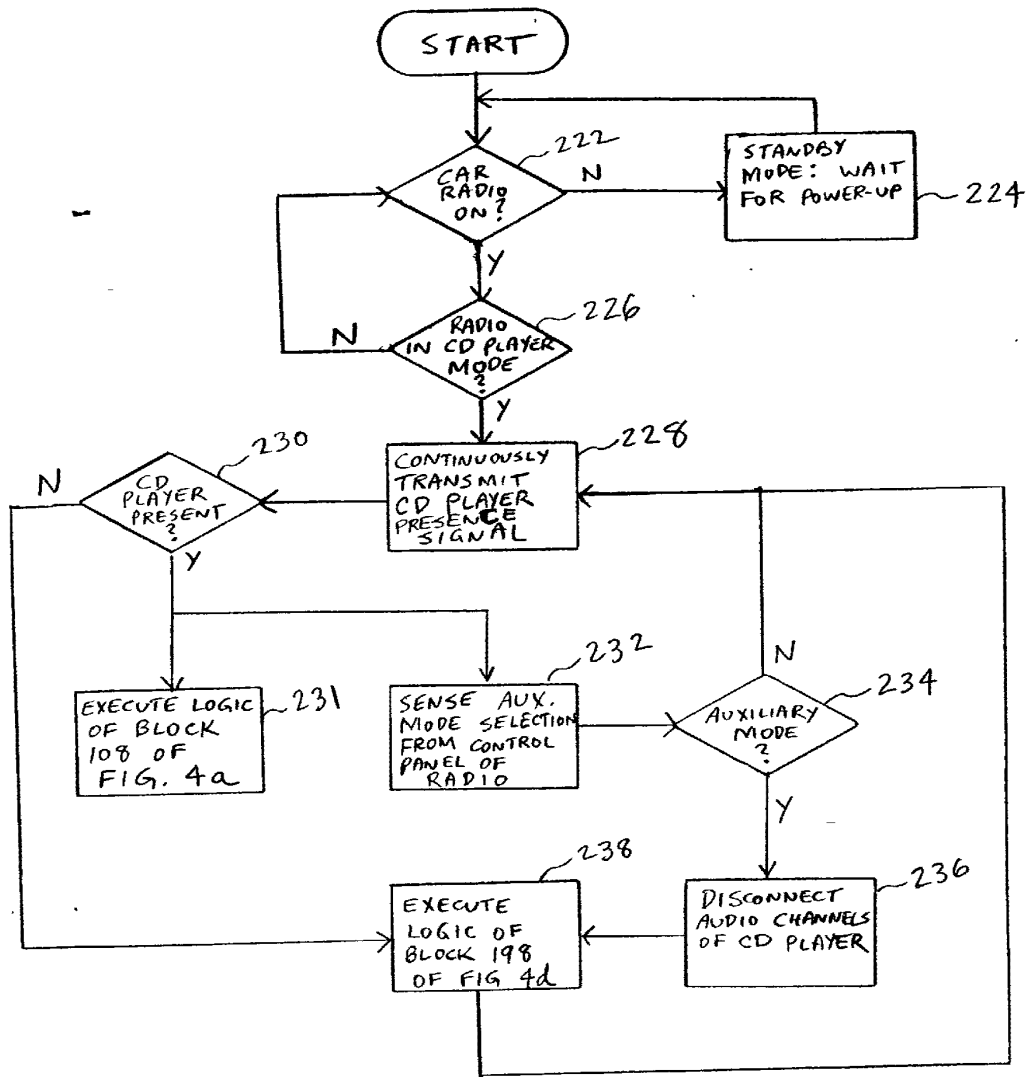 START
222
CAR
RADIO
ON?
N
STANDBY
MODE: WAIT
FOR POWER-UP
224
Y
226
RADIO
IN CD PLAYER
MODE
?
N
Y
228
CONTINUOUSLY
TRANSMIT
CD PLAYER
PRESENCE
SIGNAL
230
N
CD
PLAYER
PRESENT
?
Y
231
EXECUTE LOGIC
OF BLOCK
108 OF
FIG. 4a
232
SENSE AUX.
MODE SELECTION
FROM CONTROL
PANEL OF
RADIO
N
234
AUXILIARY
MODE
?
Y
236
DISCONNECT
AUDIO CHANNELS
OF CD PLAYER
238
EXECUTE
LOGIC OF
BLOCK 198
OF FIG 4d